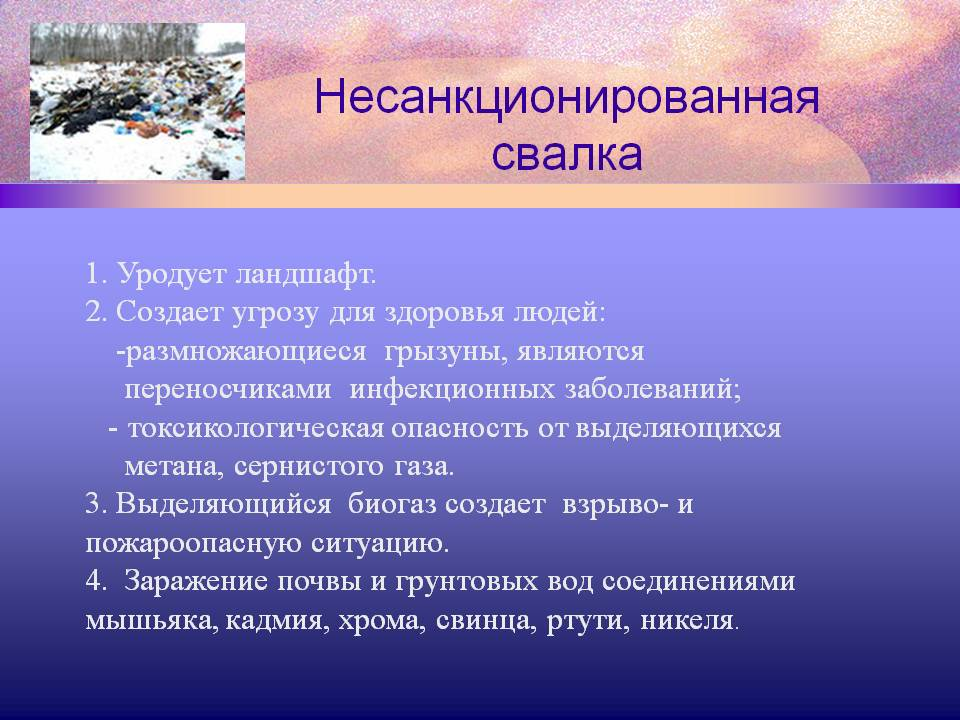 Несанкционированная
свалка
1. Уродует ландшафт.
2. Создает угрозу для здоровья людей:
-размножающиеся грызуны, являются
переносчиками инфекционных заболеваний;
- токсикологическая опасность от выделяющихся
метана, сернистого газа.
3. Выделяющийся биогаз создает взрыво- и
пожароопасную ситуацию.
4. Заражение почвы и грунтовых вод соединениями
мышьяка, кадмия, хрома, свинца, ртути, никеля.